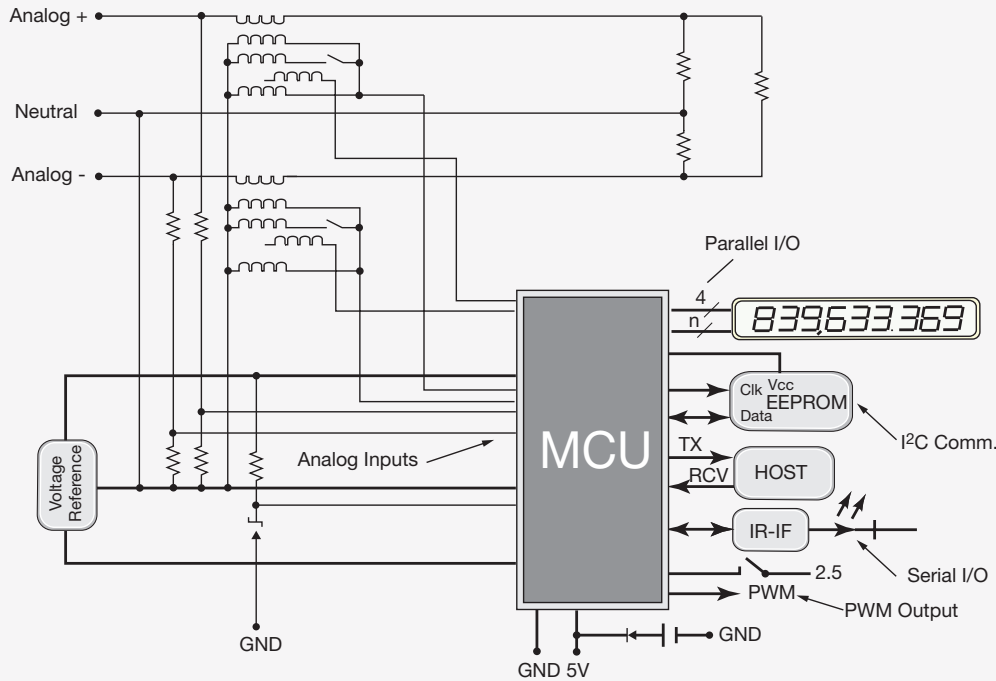 Analog +
Neutral
Analog -
Parallel I/O
4
n
839,633.369
MCU
Clk
Vcc
EEPROM
Data
I²C Comm.
Analog Inputs
TX
RCV
HOST
Voltage
Reference
IR-IF
Serial I/O
2.5
PWM
PWM Output
GND
GND
GND 5V